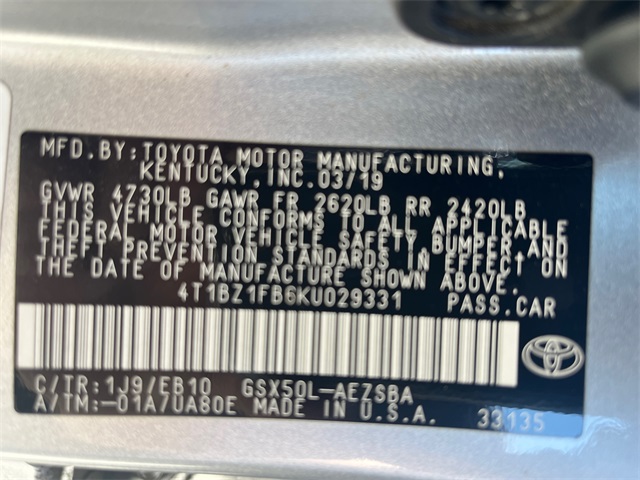 MFD.BY:TOYOTA MOTOR MANUFACTURING,
KENTUCKY,INC.03/19
GVWR 4730LB GAWR FR 2620LB RR 2420LB
THIS VEHICLE CONFORMS TO ALL APPLICABLE
FEDERAL MOTOR VEHICLE SAFETY, BUMPER AND
THEFT PREVENTION STANDARDS IN EFFECT ON
THE DATE OF MANUFACTURE SHOWN ABOVE.
4T1BZ1FB6KU029331 PASS.CAR
C/TR:1J9/EB10 GSX50L-AEZSBA
A/TM:-01A/UA80E MADE IN U.S.A. 33135